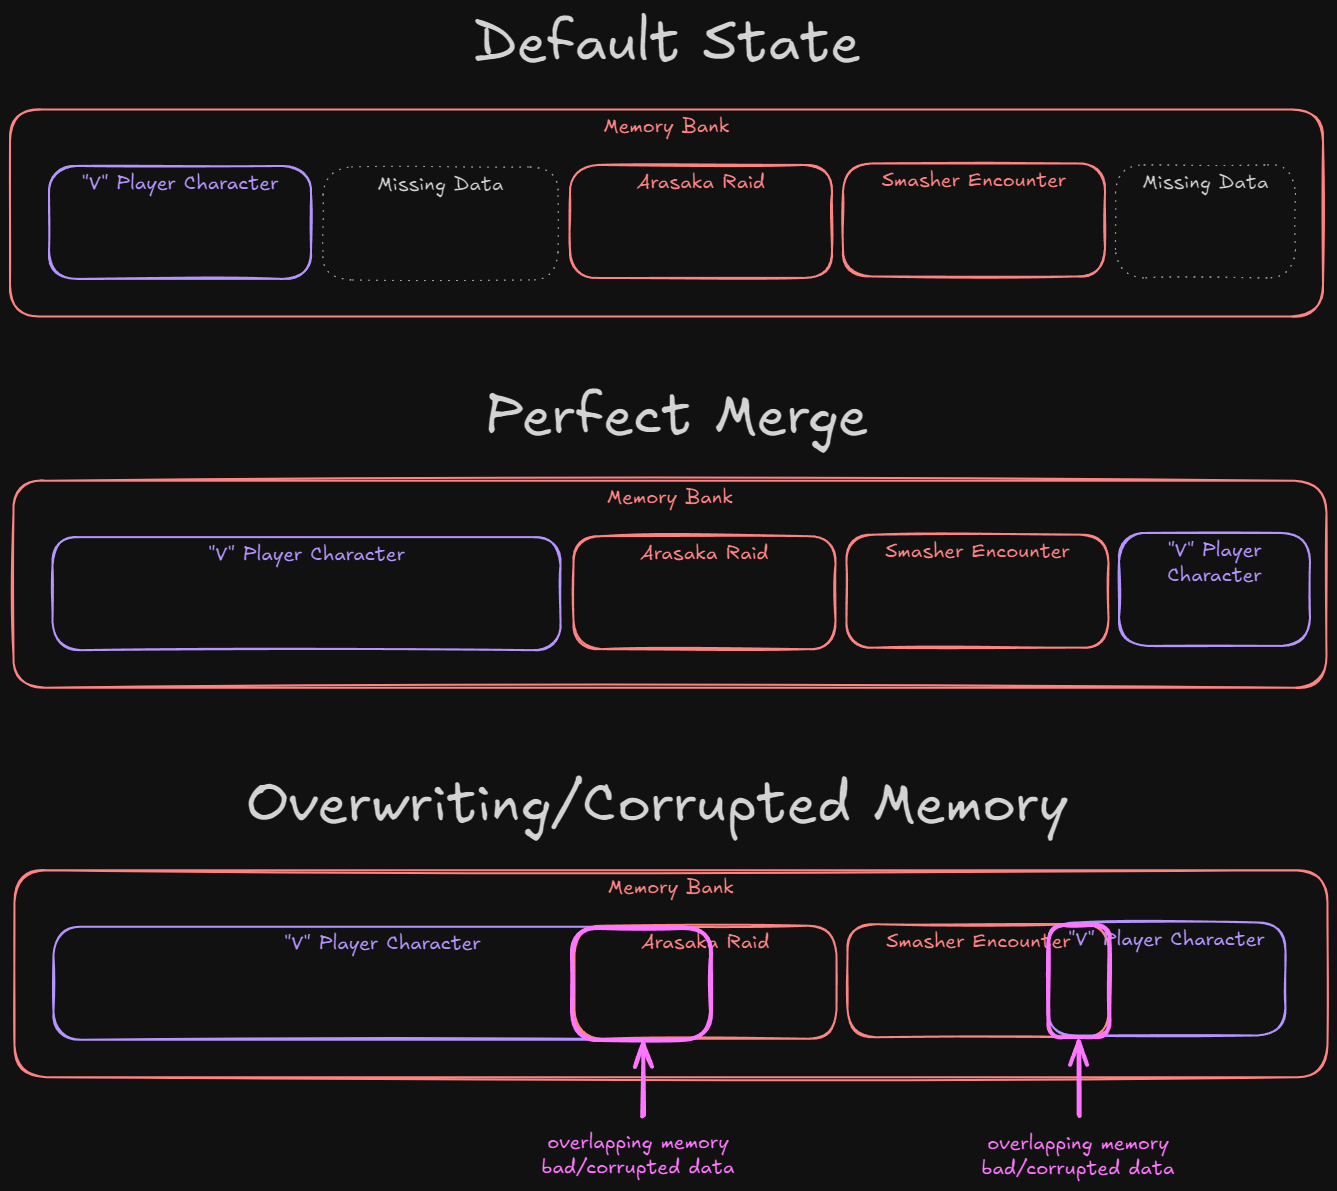 Default State
Memory Bank
"V" Player Character
Missing Data
Arasaka Raid
Smasher Encounter
Missing Data
Perfect Merge
Memory Bank
"V" Player Character
Arasaka Raid
Smasher Encounter
"V" Player
Character
Overwriting/Corrupted Memory
Memory Bank
"V" Player Character
Arasaka Raid
Smasher Encounter
"V" Player Character
overlapping memory
bad/corrupted data
overlapping memory
bad/corrupted data